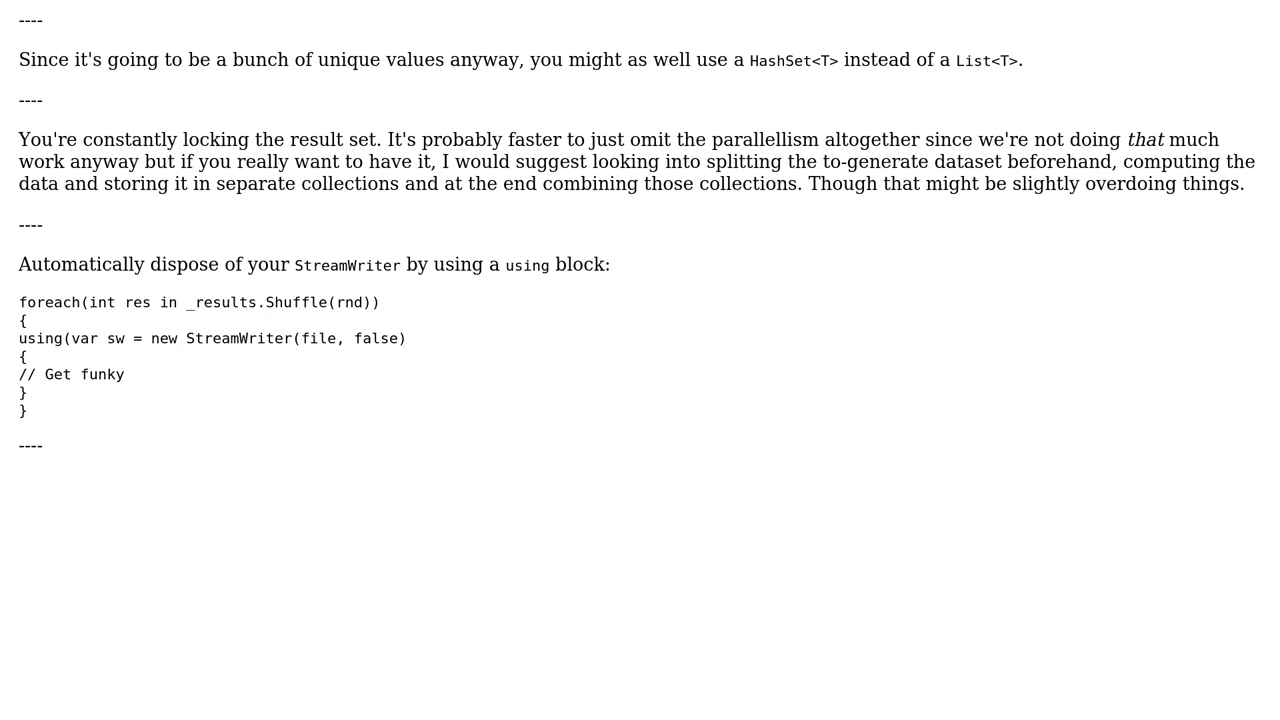 ----
Since it's going to be a bunch of unique values anyway, you might as well use a HashSet<T> instead of a List<T>.
----
You're constantly locking the result set. It's probably faster to just omit the parallellism altogether since we're not doing that much
work anyway but if you really want to have it, I would suggest looking into splitting the to-generate dataset beforehand, computing the
data and storing it in separate collections and at the end combining those collections. Though that might be slightly overdoing things.
----
Automatically dispose of your StreamWriter by using a using block:
foreach(int res in _results.Shuffle(rnd))
{
using(var sw = new StreamWriter(file, false)
{
// Get funky
}
}
----